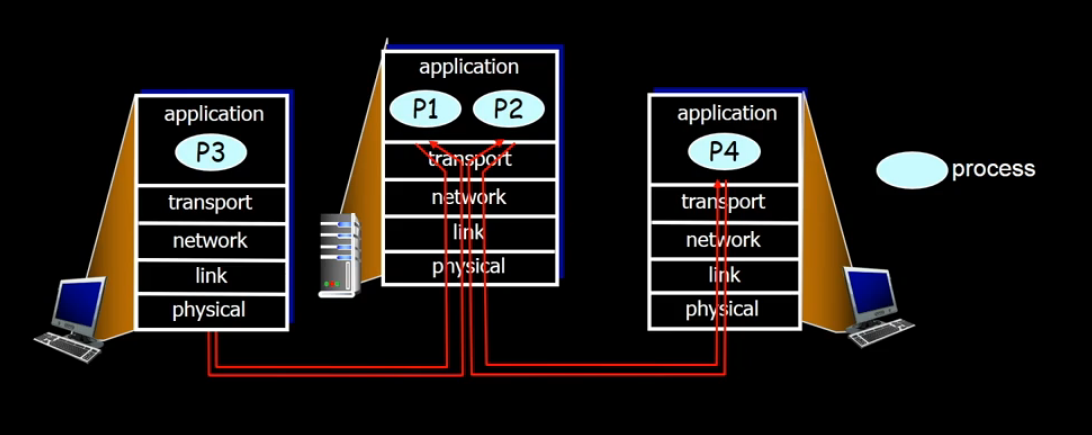 application
P3
transport
network
link
physical
application
P1 P2
transport
network
link
physical
application
P4
transport
network
link
physical
process